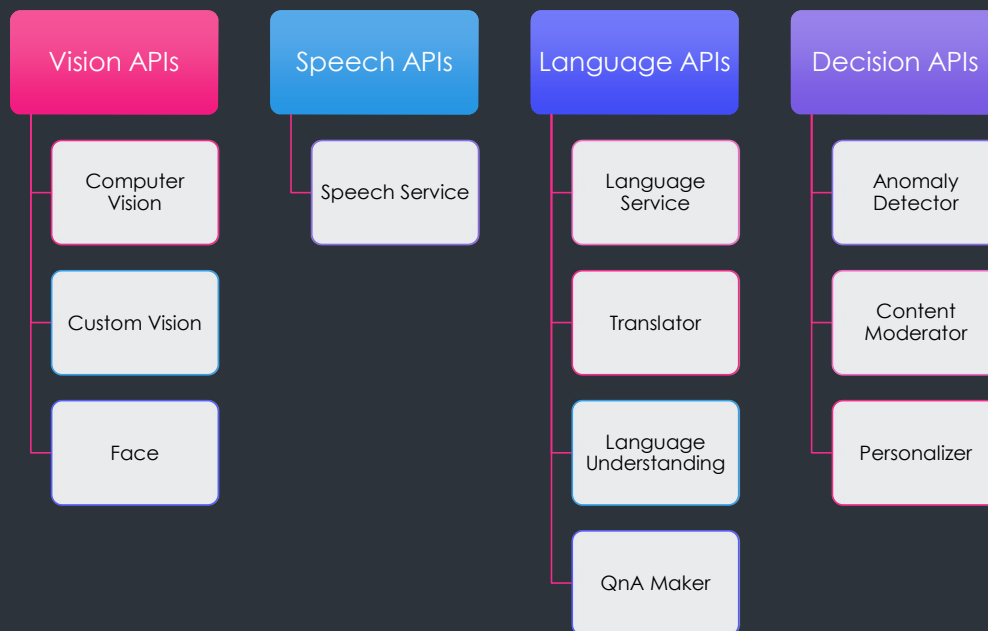 Vision APIs
Computer
Vision
Custom Vision
Face
Speech APIs
Speech Service
Language APIs
Language
Service
Translator
Language
Understanding
QnA Maker
Decision APIs
Anomaly
Detector
Content
Moderator
Personalizer